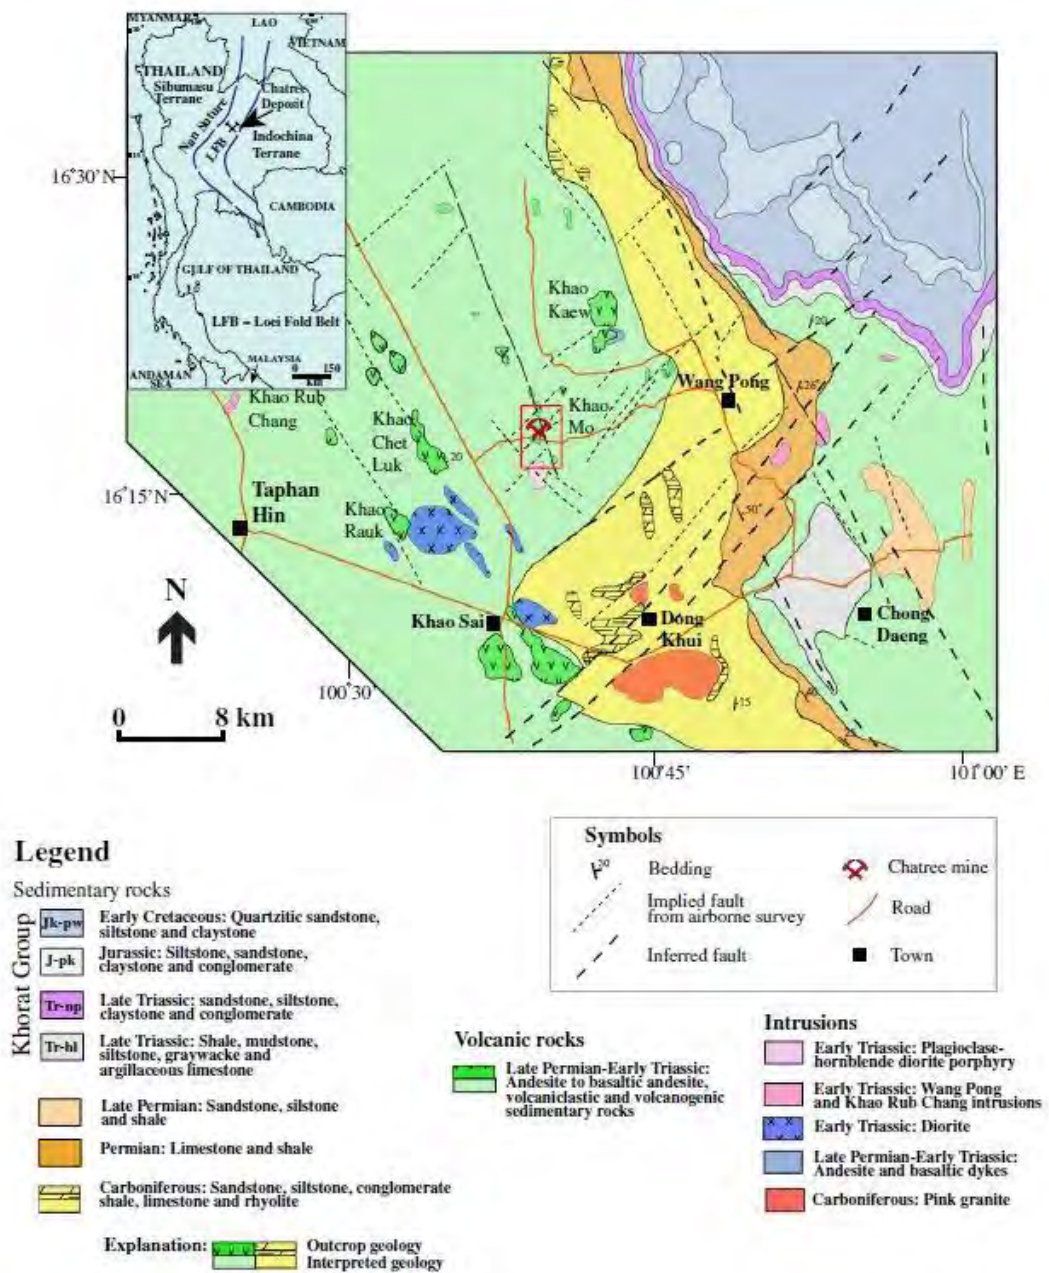 MYANMAR
LAO
VIETNAM
THAILAND
Sibumasu
Terrane
Chatree
Deposit
Nan Suture
LFB
Indochina
Terrane
CAMBODIA
GULF OF THAILAND
LFB = Loei Fold Belt
MALAYSIA
ANDAMAN
SEA
0 150
km
16°30' N
16°15'N
100°30'
100°45'
101°00' E
Khao
Kaew
Wang Pong
Khao
Mo
Khao Rub
Chang
Khao
Chet
Luk
Khao
Rauk
Taphan
Hin
Khao Sai
Dong
Khui
Chong
Daeng
20
20
26
50
40
15
N
0 8 km
Legend
Sedimentary rocks
Khorat Group
Jk-pw
Early Cretaceous: Quartzitic sandstone,
siltstone and claystone
J-pk
Jurassic: Siltstone, sandstone,
claystone and conglomerate
Tr-np
Late Triassic: sandstone, siltstone,
claystone and conglomerate
Tr-hl
Late Triassic: Shale, mudstone,
siltstone, graywacke and
argillaceous limestone
Late Permian: Sandstone, silstone
and shale
Permian: Limestone and shale
Carboniferous: Sandstone, siltstone, conglomerate
shale, limestone and rhyolite
Explanation:
Outcrop geology
Interpreted geology
Symbols
Bedding
Implied fault
from airborne survey
Inferred fault
Chatree mine
Road
Town
Volcanic rocks
Late Permian-Early Triassic:
Andesite to basaltic andesite,
volcaniclastic and volcanogenic
sedimentary rocks
Intrusions
Early Triassic: Plagioclase-
hornblende diorite porphyry
Early Triassic: Wang Pong
and Khao Rub Chang intrusions
Early Triassic: Diorite
Late Permian-Early Triassic:
Andesite and basaltic dykes
Carboniferous: Pink granite